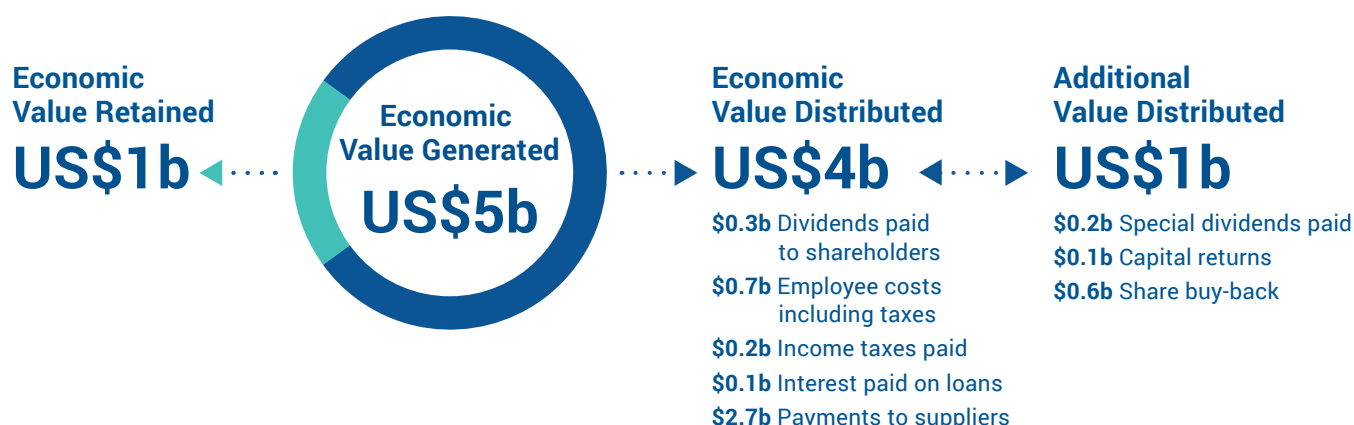 Economic
Value Retained
US$1b
Economic
Value Generated
US$5b
Economic
Value Distributed
US$4b
$0.3b Dividends paid
to shareholders
$0.7b Employee costs
including taxes
$0.2b Income taxes paid
$0.1b Interest paid on loans
$2.7b Payments to suppliers
Additional
Value Distributed
US$1b
$0.2b Special dividends paid
$0.1b Capital returns
$0.6b Share buy-back